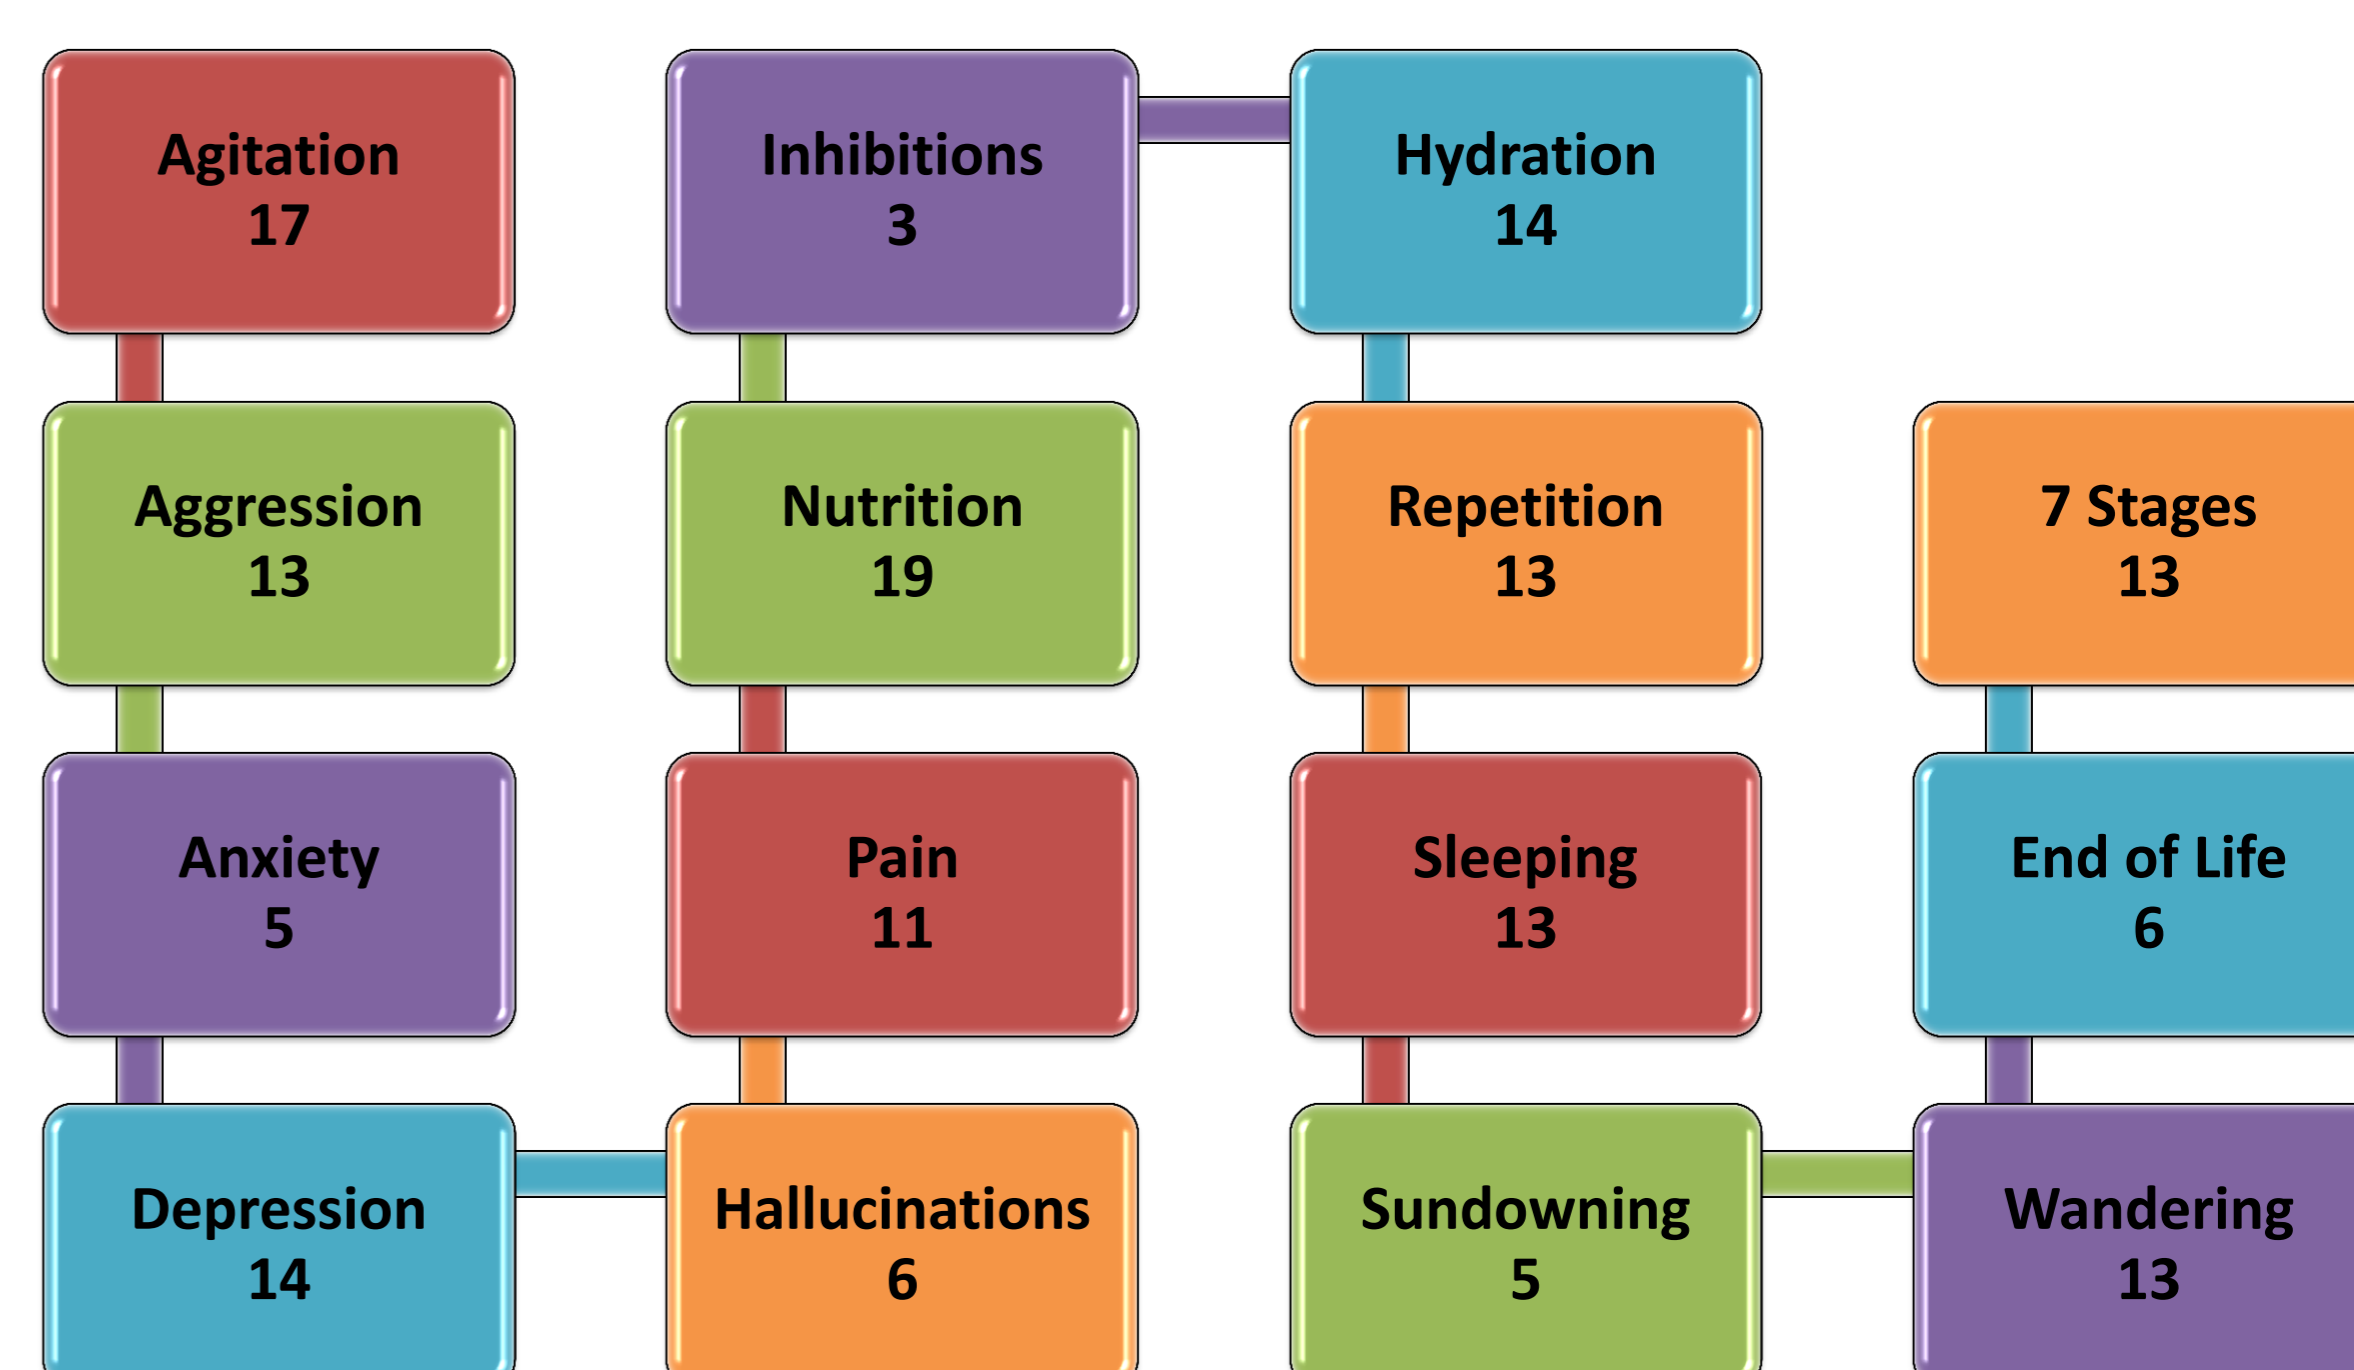 Agitation
17
Aggression
13
Anxiety
5
Depression
14
Hallucinations
6
Pain
11
Nutrition
19
Inhibitions
3
Hydration
14
Repetition
13
Sleeping
13
Sundowning
5
Wandering
13
End of Life
6
7 Stages
13